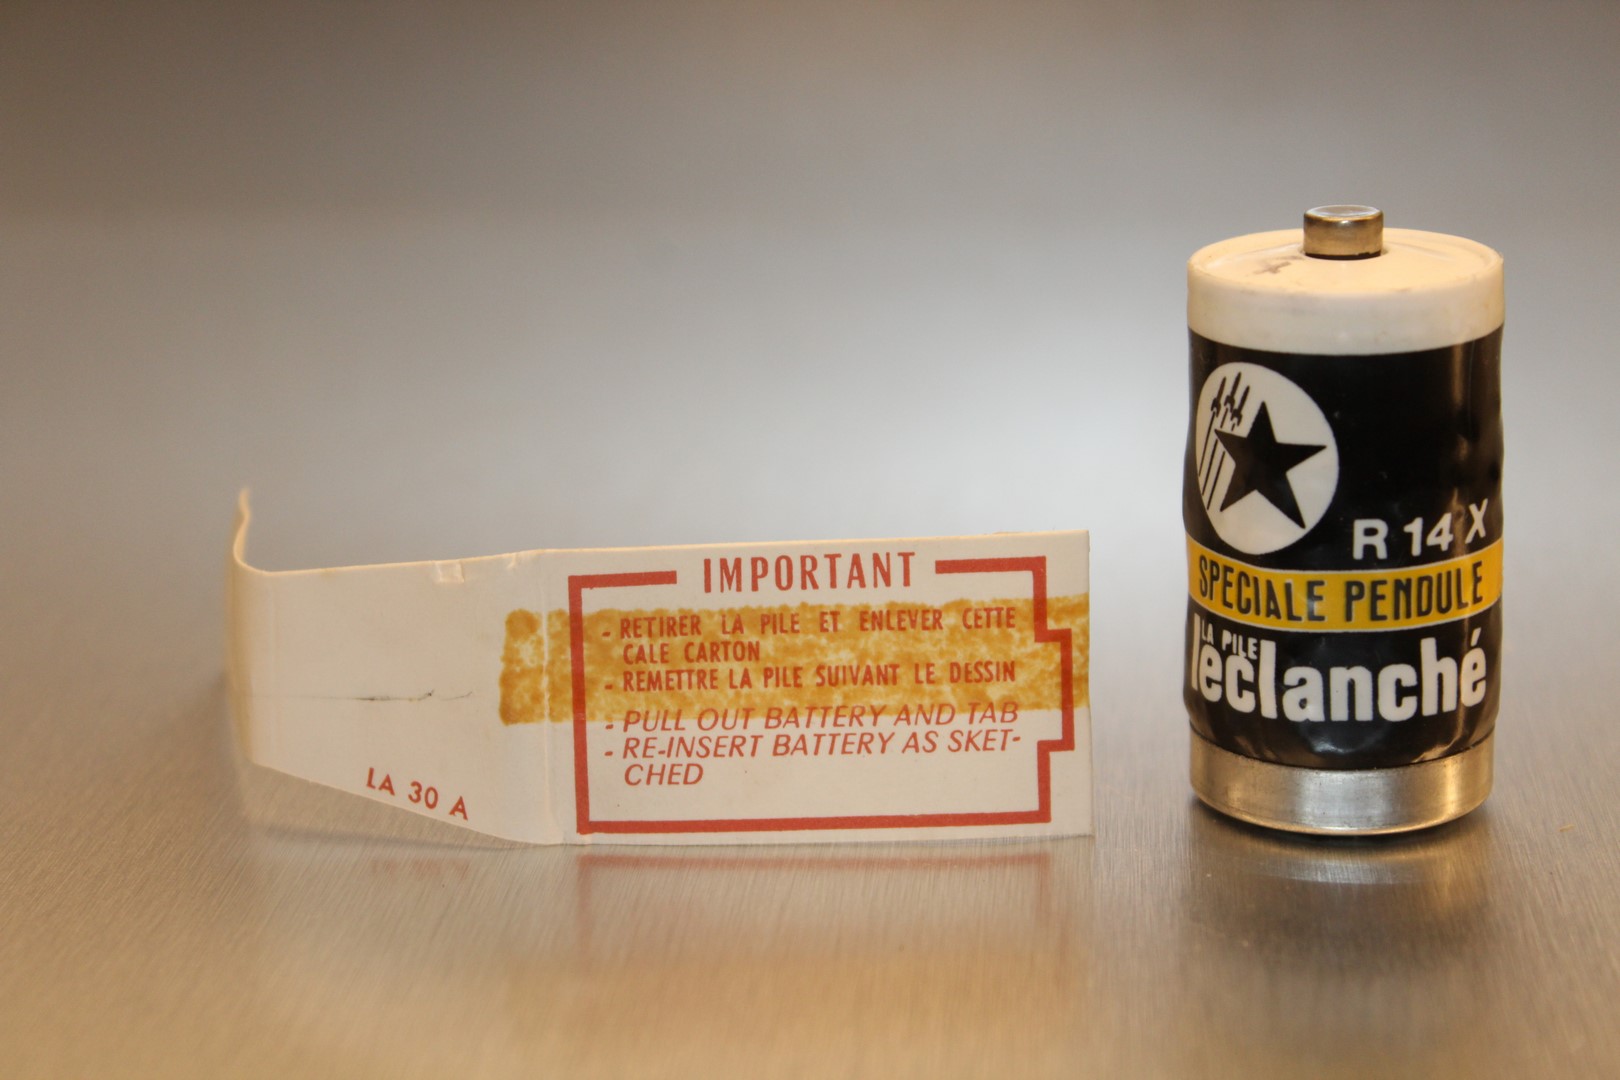 IMPORTANT
- RETIRER LA PILE ET ENLEVER CETTE
CALE CARTON
- REMETTRE LA PILE SUIVANT LE DESSIN
- PULL OUT BATTERY AND TAB
- RE-INSERT BATTERY AS SKET-
CHED
LA 30 A
R 14 X
SPECIALE PENDULE
LA PILE
leclanché